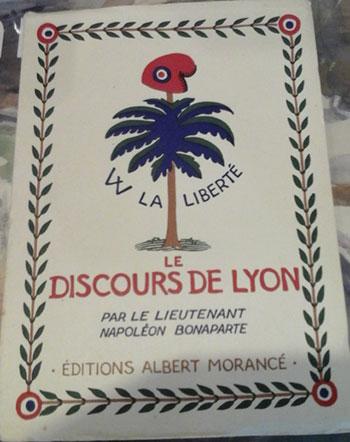 VV LA LIBERTÉ
LE
DISCOURS DE LYON
PAR LE LIEUTENANT
NAPOLÉON BONAPARTE
· ÉDITIONS ALBERT MORANCÉ ·